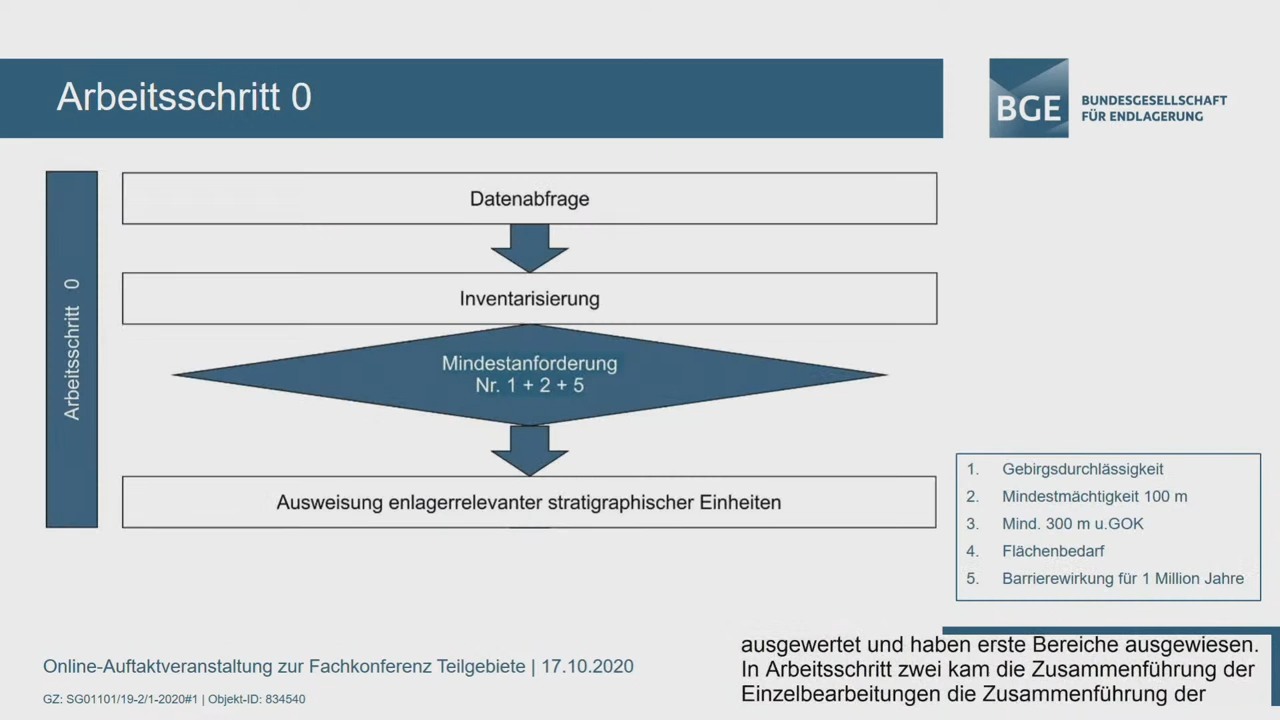 Arbeitsschritt 0
BGE
BUNDESGESELLSCHAFT
FÜR ENDLAGERUNG
Arbeitsschritt 0
Datenabfrage
Inventarisierung
Mindestanforderung
Nr. 1 + 2 + 5
Ausweisung enlagerrelevanter stratigraphischer Einheiten
1. Gebirgsdurchlässigkeit
2. Mindestmächtigkeit 100 m
3. Mind. 300 m u.GOK
4. Flächenbedarf
5. Barrierewirkung für 1 Million Jahre
Online-Auftaktveranstaltung zur Fachkonferenz Teilgebiete | 17.10.2020
GZ: SG01101/19-2/1-2020#1 | Objekt-ID: 834540
ausgewertet und haben erste Bereiche ausgewiesen.
In Arbeitsschritt zwei kam die Zusammenführung der
Einzelbearbeitungen die Zusammenführung der